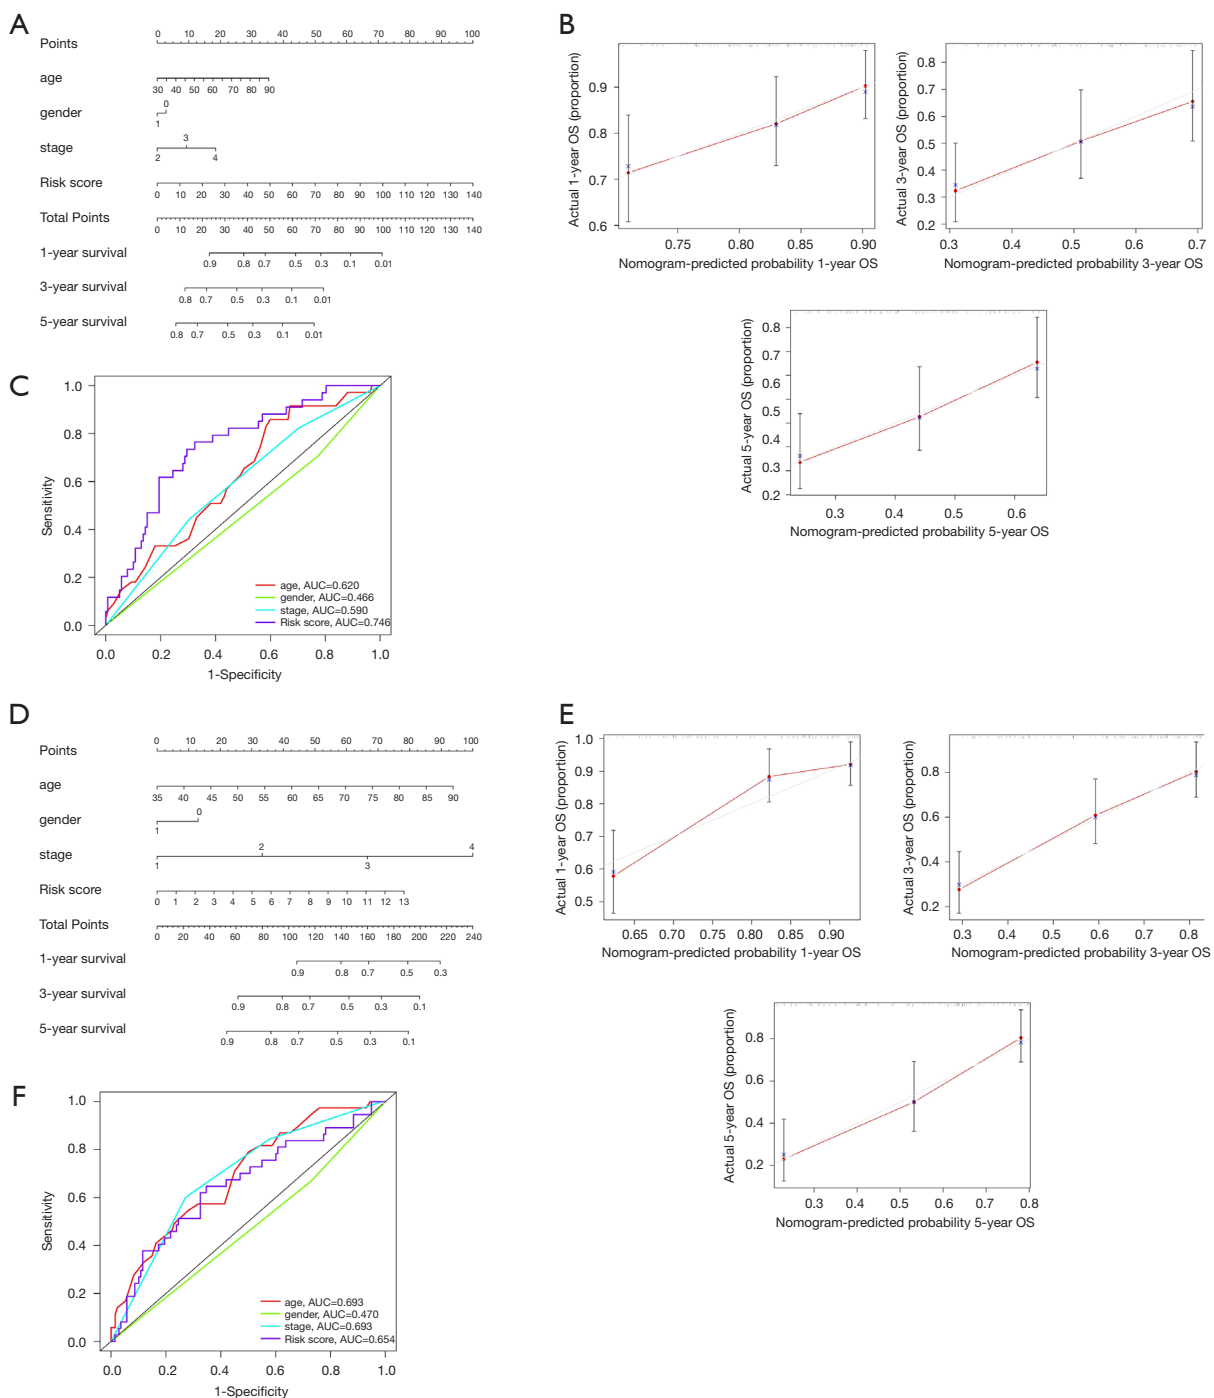 A
Points
0 10 20 30 40 50 60 70 80 90 100
age
30 40 50 60 70 80 90
gender
0
1
stage
3
2 4
Risk score
0 10 20 30 40 50 60 70 80 90 100 110 120 130 140
Total Points
0 10 20 30 40 50 60 70 80 90 100 110 120 130 140
1-year survival
0.9 0.8 0.7 0.5 0.3 0.1 0.01
3-year survival
0.8 0.7 0.5 0.3 0.1 0.01
5-year survival
0.8 0.7 0.5 0.3 0.1 0.01
B
Actual 1-year OS (proportion)
0.9
0.8
0.7
0.6
0.75 0.80 0.85 0.90
Nomogram-predicted probability 1-year OS
Actual 3-year OS (proportion)
0.8
0.7
0.6
0.5
0.4
0.3
0.2
0.3 0.4 0.5 0.6 0.7
Nomogram-predicted probability 3-year OS
Actual 5-year OS (proportion)
0.8
0.7
0.6
0.5
0.4
0.3
0.2
0.3 0.4 0.5 0.6
Nomogram-predicted probability 5-year OS
C
Sensitivity
1.0
0.8
0.6
0.4
0.2
0.0
age, AUC=0.620
gender, AUC=0.466
stage, AUC=0.590
Risk score, AUC=0.746
0.0 0.2 0.4 0.6 0.8 1.0
1-Specificity
D
Points
0 10 20 30 40 50 60 70 80 90 100
age
35 40 45 50 55 60 65 70 75 80 85 90
gender
0
1
stage
2 4
1 3
Risk score
0 1 2 3 4 5 6 7 8 9 10 11 12 13
Total Points
0 20 40 60 80 100 120 140 160 180 200 220 240
1-year survival
0.9 0.8 0.7 0.5 0.3
3-year survival
0.9 0.8 0.7 0.5 0.3 0.1
5-year survival
0.9 0.8 0.7 0.5 0.3 0.1
E
Actual 1-year OS (proportion)
1.0
0.9
0.8
0.7
0.6
0.5
0.65 0.70 0.75 0.80 0.85 0.90
Nomogram-predicted probability 1-year OS
Actual 3-year OS (proportion)
0.8
0.6
0.4
0.2
0.3 0.4 0.5 0.6 0.7 0.8
Nomogram-predicted probability 3-year OS
Actual 5-year OS (proportion)
0.8
0.6
0.4
0.2
0.3 0.4 0.5 0.6 0.7 0.8
Nomogram-predicted probability 5-year OS
F
Sensitivity
1.0
0.8
0.6
0.4
0.2
0.0
age, AUC=0.693
gender, AUC=0.470
stage, AUC=0.693
Risk score, AUC=0.654
0.0 0.2 0.4 0.6 0.8 1.0
1-Specificity